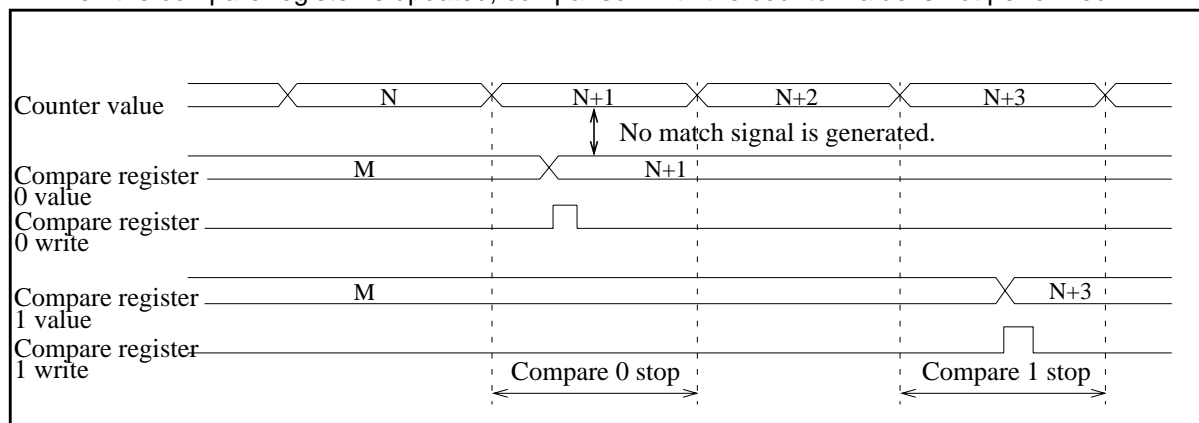 Counter value
N
N+1
N+2
N+3
No match signal is generated.
Compare register
0 value
M
N+1
Compare register
0 write
Compare register
1 value
M
N+3
Compare register
1 write
Compare 0 stop
Compare 1 stop